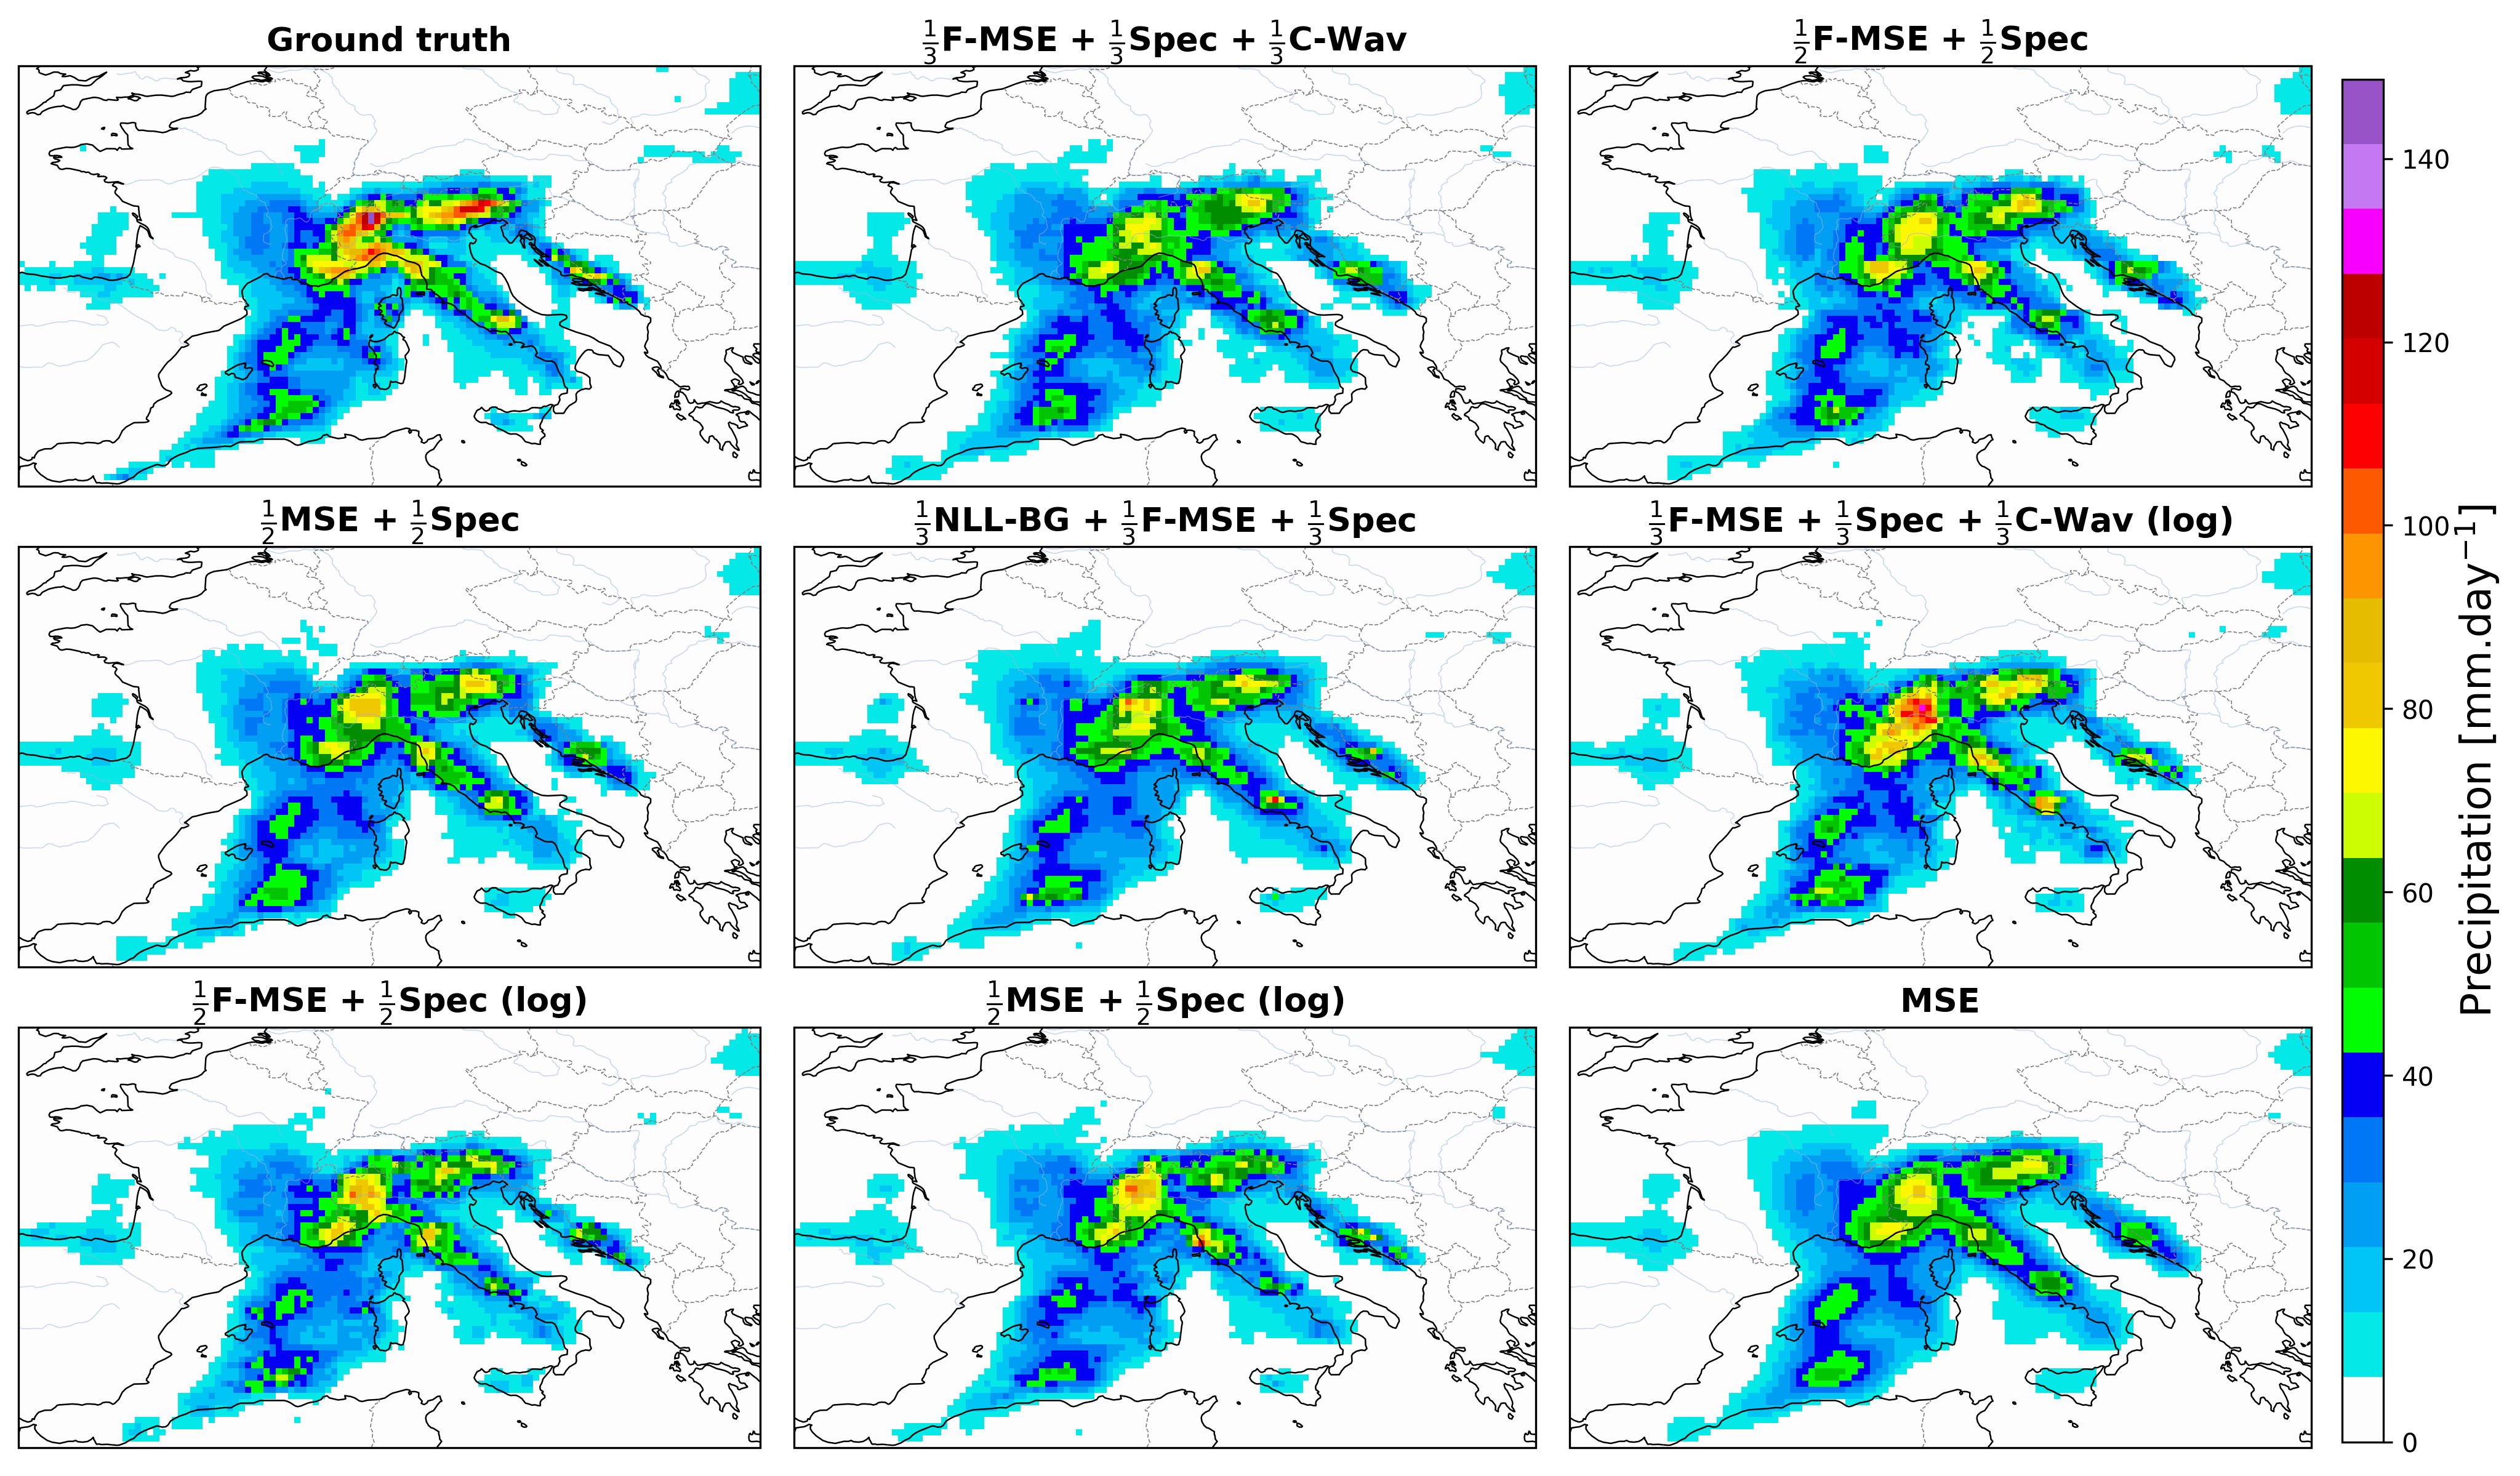 Ground truth
1/3F-MSE + 1/3Spec + 1/3C-Wav
1/2F-MSE + 1/2Spec
1/2MSE + 1/2Spec
1/3NLL-BG + 1/3F-MSE + 1/3Spec
1/3F-MSE + 1/3Spec + 1/3C-Wav (log)
1/2F-MSE + 1/2Spec (log)
1/2MSE + 1/2Spec (log)
MSE
140
120
100
80
60
40
20
0
Precipitation [mm.day⁻¹]